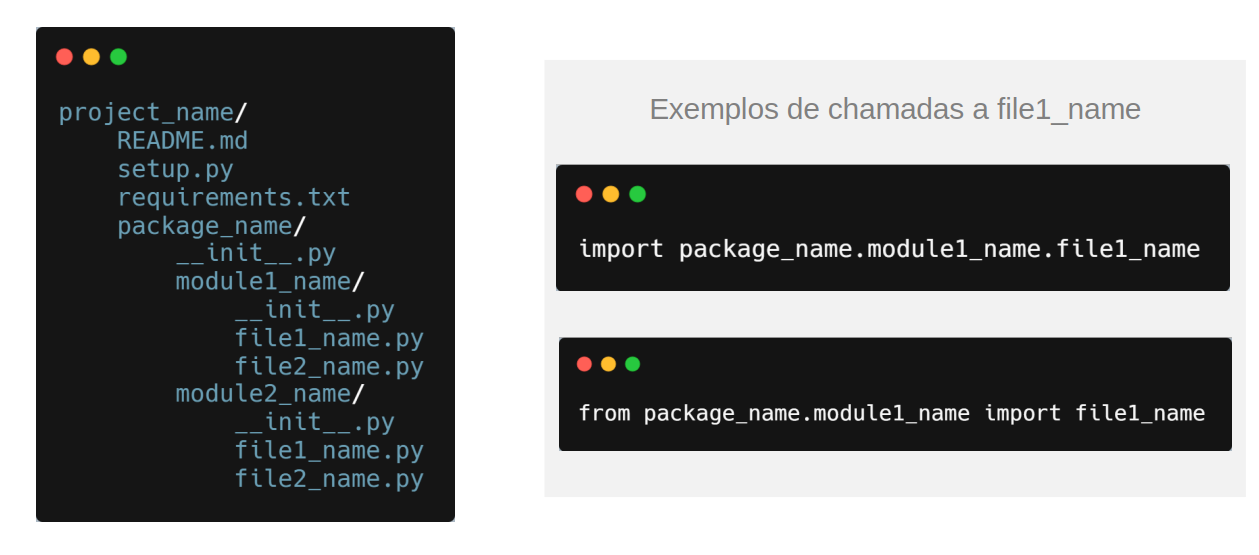 project_name/
README.md
setup.py
requirements.txt
package_name/
__init__.py
module1_name/
__init__.py
file1_name.py
file2_name.py
module2_name/
__init__.py
file1_name.py
file2_name.py
Exemplos de chamadas a file1_name
import package_name.module1_name.file1_name
from package_name.module1_name import file1_name